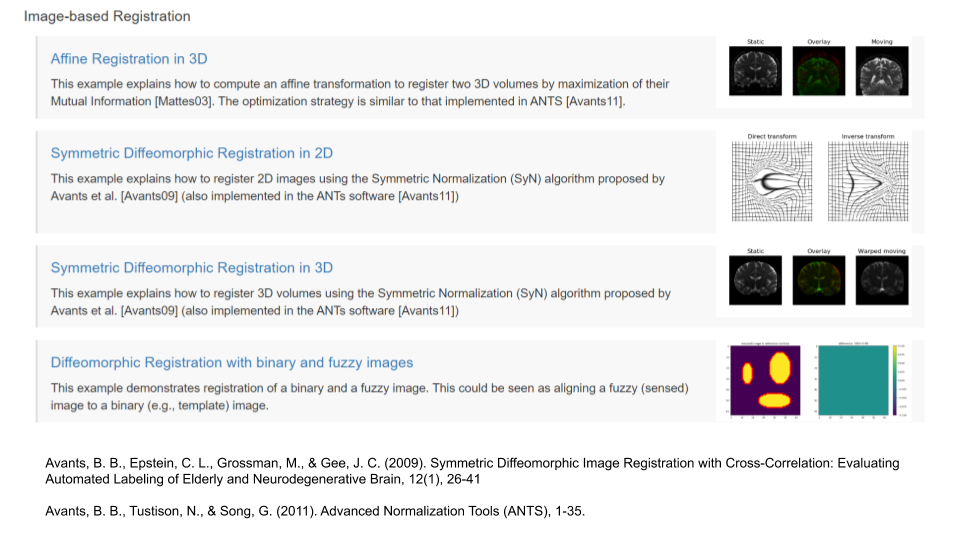 Image-based Registration
Affine Registration in 3D
This example explains how to compute an affine transformation to register two 3D volumes by maximization of their
Mutual Information [Mattes03]. The optimization strategy is similar to that implemented in ANTS [Avants11].
Static Overlay Moving
Symmetric Diffeomorphic Registration in 2D
This example explains how to register 2D images using the Symmetric Normalization (SyN) algorithm proposed by
Avants et al. [Avants09] (also implemented in the ANTs software [Avants11])
Direct transform Inverse transform
Symmetric Diffeomorphic Registration in 3D
This example explains how to register 3D volumes using the Symmetric Normalization (SyN) algorithm proposed by
Avants et al. [Avants09] (also implemented in the ANTs software [Avants11])
Static Overlay Warped moving
Diffeomorphic Registration with binary and fuzzy images
This example demonstrates registration of a binary and a fuzzy image. This could be seen as aligning a fuzzy (sensed)
image to a binary (e.g., template) image.
Avants, B. B., Epstein, C. L., Grossman, M., & Gee, J. C. (2009). Symmetric Diffeomorphic Image Registration with Cross-Correlation: Evaluating
Automated Labeling of Elderly and Neurodegenerative Brain, 12(1), 26-41
Avants, B. B., Tustison, N., & Song, G. (2011). Advanced Normalization Tools (ANTS), 1-35.